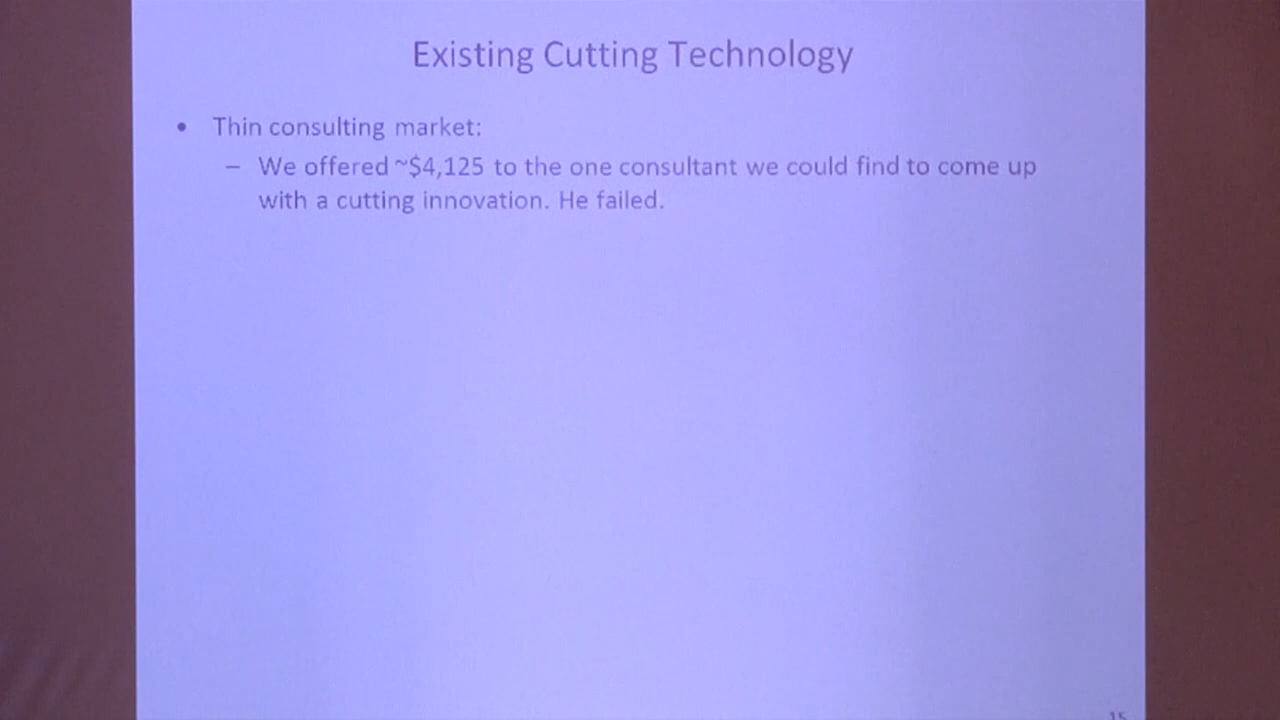 Existing Cutting Technology
• Thin consulting market:
– We offered ~$4,125 to the one consultant we could find to come up
with a cutting innovation. He failed.
15